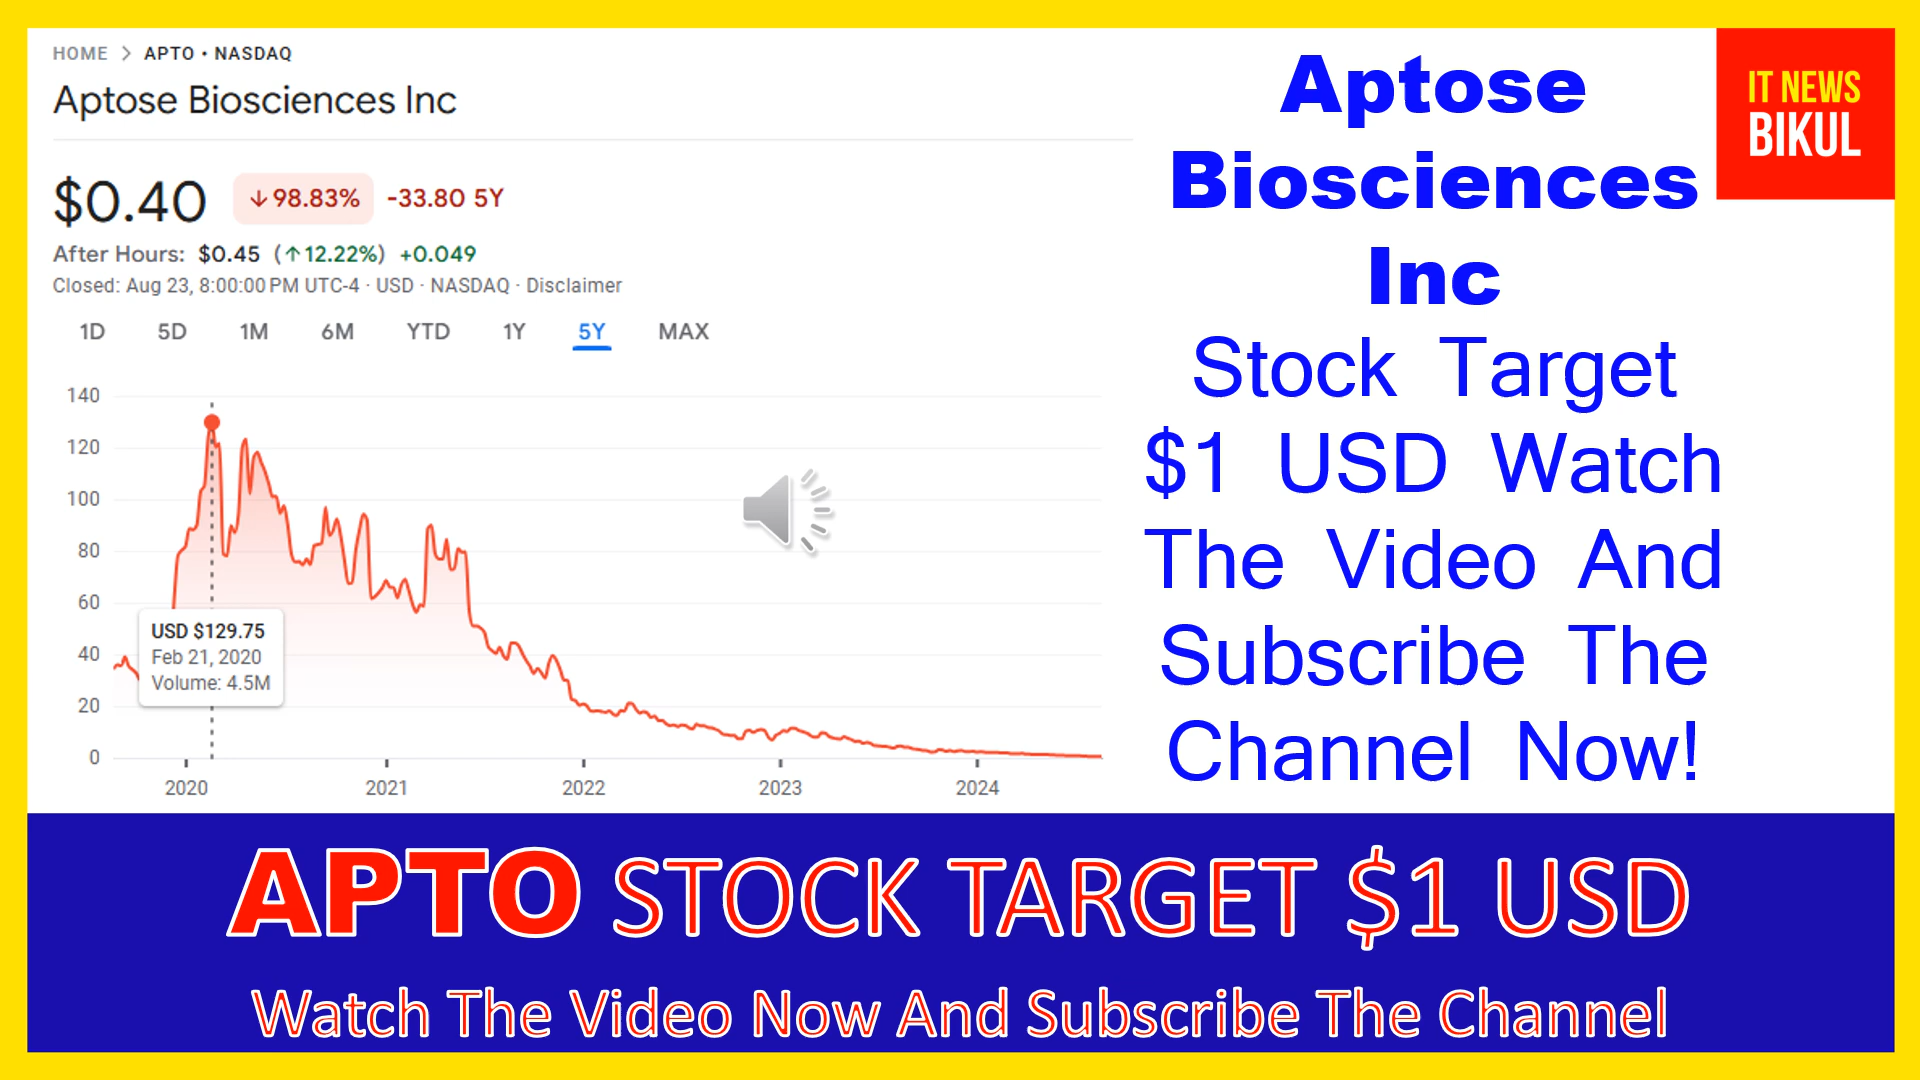 HOME > APTO • NASDAQ
Aptose Biosciences Inc
$0.40 ↓98.83% -33.80 5Y
After Hours: $0.45 (↑12.22%) +0.049
Closed: Aug 23, 8:00:00 PM UTC-4 · USD · NASDAQ · Disclaimer
1D 5D 1M 6M YTD 1Y 5Y MAX
140
120
100
80
60
40
20
0
USD $129.75
Feb 21, 2020
Volume: 4.5M
2020 2021 2022 2023 2024
Aptose
Biosciences
Inc
Stock Target
$1 USD Watch
The Video And
Subscribe The
Channel Now!
IT NEWS
BIKUL
APTO STOCK TARGET $1 USD
Watch The Video Now And Subscribe The Channel